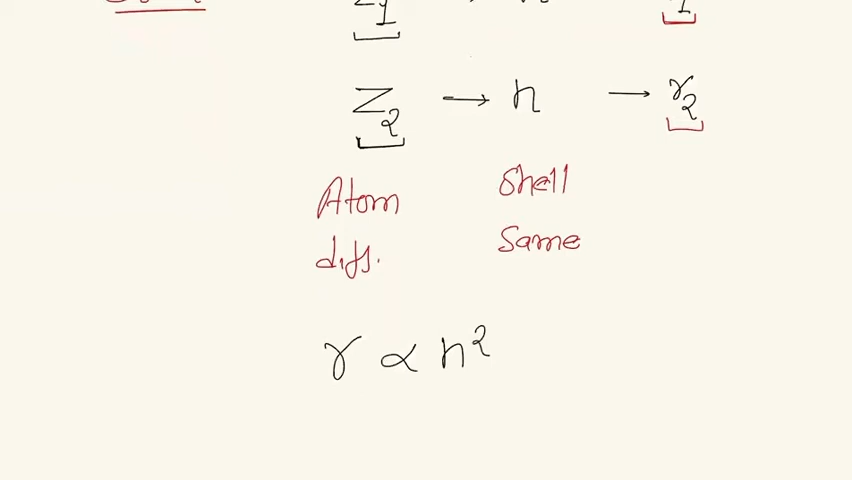 Z₂ → n → r₂
Atom Shell
diff. Same
r ∝ n²